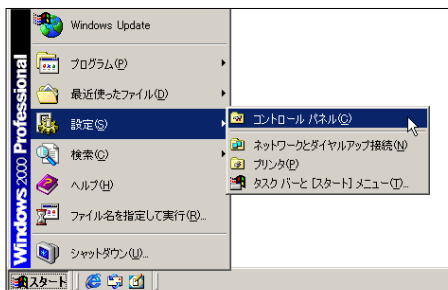 Windows Update
プログラム(P)
最近使ったファイル(D)
設定(S)
検索(C)
ヘルプ(H)
ファイル名を指定して実行(R)...
シャットダウン(U)...
Windows 2000 Professional
コントロール パネル(C)
ネットワークとダイヤルアップ接続(N)
プリンタ(P)
タスク バーと [スタート] メニュー(T)...
スタート